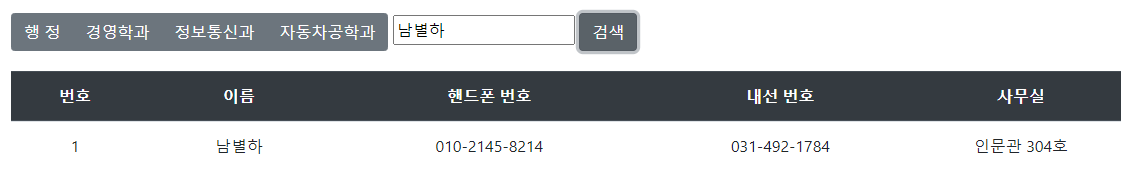 행 정 경영학과 정보통신과 자동차공학과 남별하 검색
번호 이름 핸드폰 번호 내선 번호 사무실
1 남별하 010-2145-8214 031-492-1784 인문관 304호